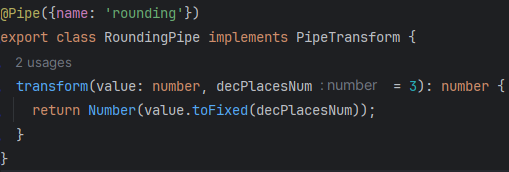 @Pipe({name: 'rounding'})
export class RoundingPipe implements PipeTransform {
2 usages
transform(value: number, decPlacesNum : number = 3): number {
return Number(value.toFixed(decPlacesNum));
}
}